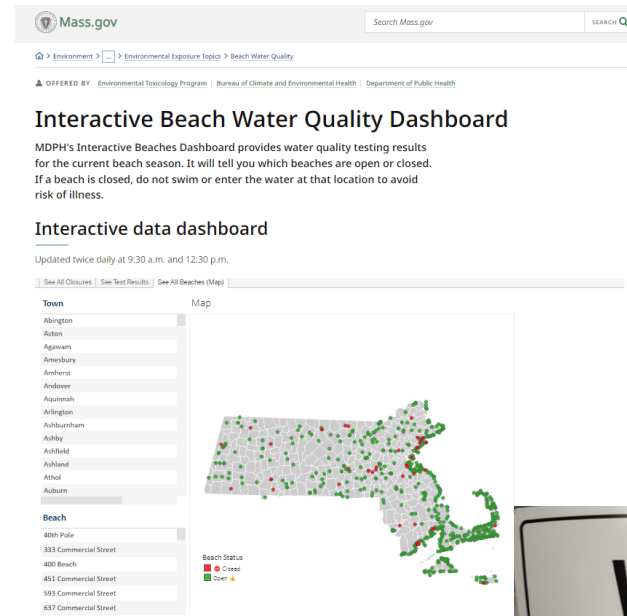 Mass.gov
Search Mass.gov
SEARCH
> Environment > ... > Environmental Exposure Topics > Beach Water Quality
OFFERED BY Environmental Toxicology Program | Bureau of Climate and Environmental Health | Department of Public Health
Interactive Beach Water Quality Dashboard
MDPH's Interactive Beaches Dashboard provides water quality testing results
for the current beach season. It will tell you which beaches are open or closed.
If a beach is closed, do not swim or enter the water at that location to avoid
risk of illness.
Interactive data dashboard
Updated twice daily at 9:30 a.m. and 12:30 p.m.
See All Closures | See Test Results | See All Beaches (Map)
Town
Abington
Acton
Agawam
Amesbury
Amherst
Andover
Aquinnah
Arlington
Ashburnham
Ashby
Ashfield
Ashland
Athol
Auburn
Beach
40th Pole
333 Commercial Street
400 Beach
451 Commercial Street
593 Commercial Street
637 Commercial Street
Map
Beach Status
Closed
Open